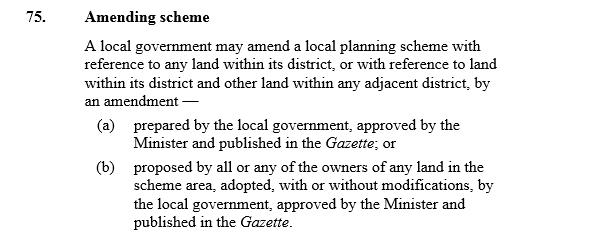 75. Amending scheme
A local government may amend a local planning scheme with
reference to any land within its district, or with reference to land
within its district and other land within any adjacent district, by
an amendment —
(a) prepared by the local government, approved by the
Minister and published in the Gazette; or
(b) proposed by all or any of the owners of any land in the
scheme area, adopted, with or without modifications, by
the local government, approved by the Minister and
published in the Gazette.